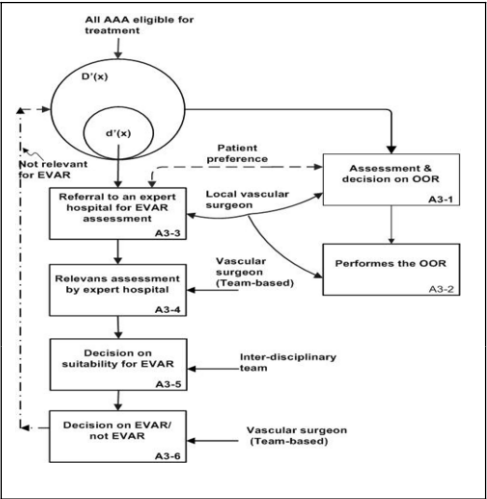 All AAA eligible for
treatment
D'(x)
d'(x)
Not relevant
for EVAR
Patient
preference
Assessment &
decision on OOR
A3-1
Referral to an expert
hospital for EVAR
assessment
A3-3
Local vascular
surgeon
Performes the OOR
A3-2
Relevans assessment
by expert hospital
A3-4
Vascular
surgeon
(Team-based)
Decision on
suitability for EVAR
A3-5
Inter-disciplinary
team
Decision on EVAR/
not EVAR
A3-6
Vascular surgeon
(Team-based)